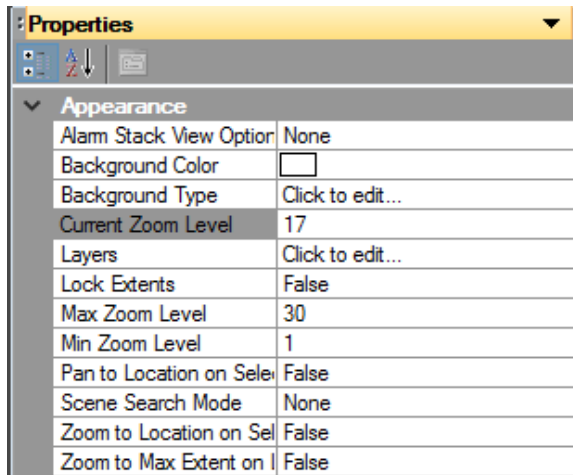 Properties
Appearance
Alarm Stack View Option None
Background Color
Background Type Click to edit...
Current Zoom Level 17
Layers Click to edit...
Lock Extents False
Max Zoom Level 30
Min Zoom Level 1
Pan to Location on Sele False
Scene Search Mode None
Zoom to Location on Sel False
Zoom to Max Extent on False